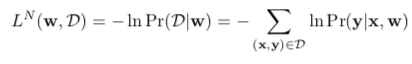 L^N(w, 𝒟) = − ln Pr(𝒟|w) = − ∑_{(x,y)∈𝒟} ln Pr(y|x, w)